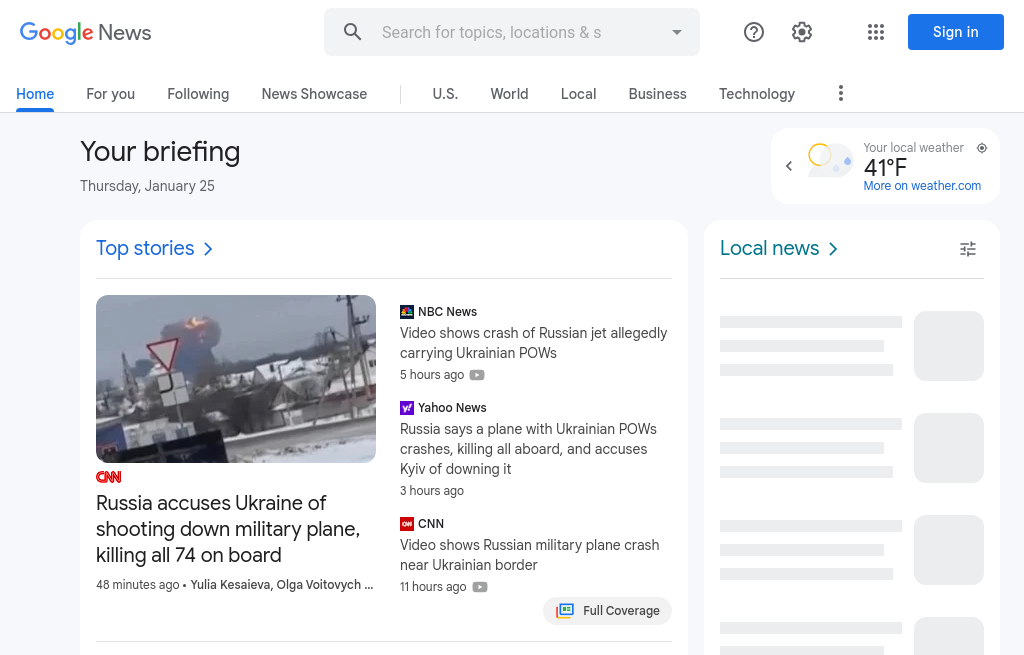 Google News
Search for topics, locations & s
Sign in
Home
For you
Following
News Showcase
U.S.
World
Local
Business
Technology
Your briefing
Thursday, January 25
Your local weather
41°F
More on weather.com
Top stories
Local news
CNN
Russia accuses Ukraine of
shooting down military plane,
killing all 74 on board
48 minutes ago • Yulia Kesaieva, Olga Voitovych ...
NBC News
Video shows crash of Russian jet allegedly
carrying Ukrainian POWs
5 hours ago
Yahoo News
Russia says a plane with Ukrainian POWs
crashes, killing all aboard, and accuses
Kyiv of downing it
3 hours ago
CNN
Video shows Russian military plane crash
near Ukrainian border
11 hours ago
Full Coverage